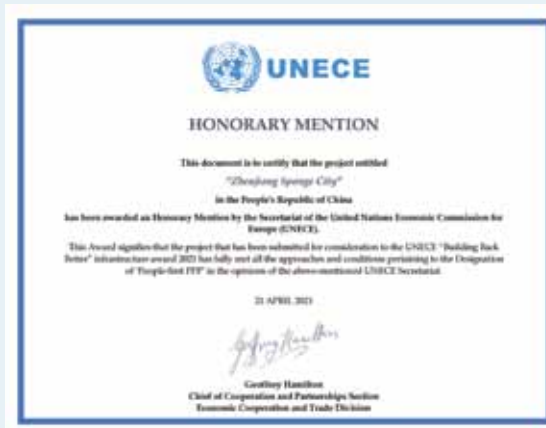 UNECE
HONORARY MENTION
This document is to certify that the project entitled
"Zhenjiang Sponge City"
in the People's Republic of China
has been awarded an Honorary Mention by the Secretariat of the United Nations Economic Commission for
Europe (UNECE).
This Award signifies that the project that has been submitted for consideration to the UNECE "Building Back
Better" infrastructure award 2021 has fully met all the approaches and conditions pertaining to the Designation
of "People-first PPP" in the opinion of the above-mentioned UNECE Secretariat
21 APRIL 2021
Geoffrey Hamilton
Geoffrey Hamilton
Chief of Cooperation and Partnerships Section
Economic Cooperation and Trade Division